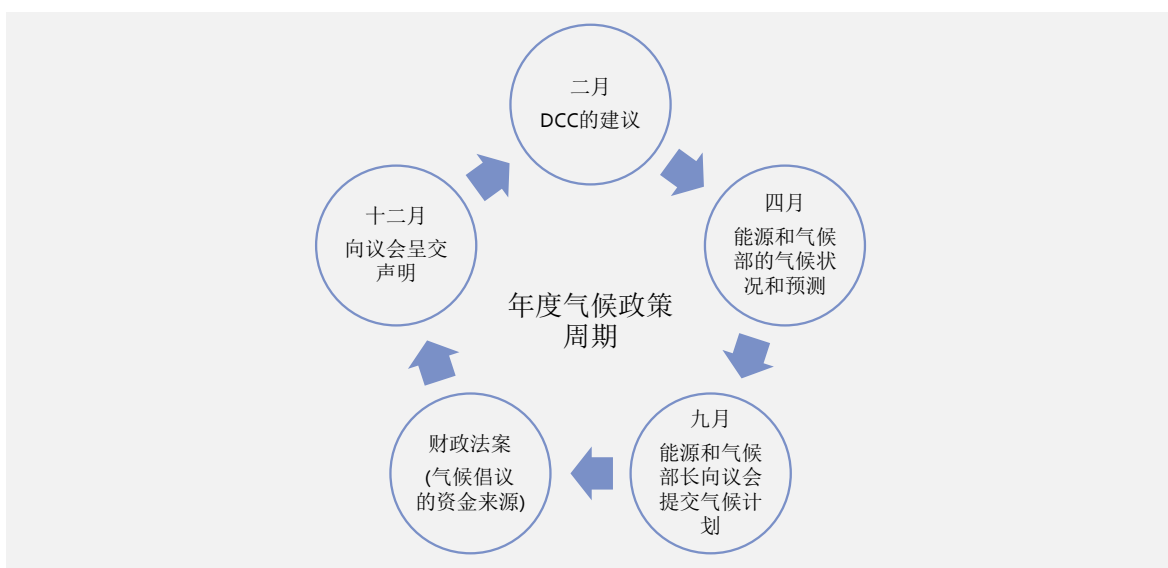 二月
DCC的建议
四月
能源和气候
部的气候状
况和预测
九月
能源和气候
部长向议会
提交气候计
划
财政法案
(气候倡议
的资金来源)
十二月
向议会呈交
声明
年度气候政策
周期